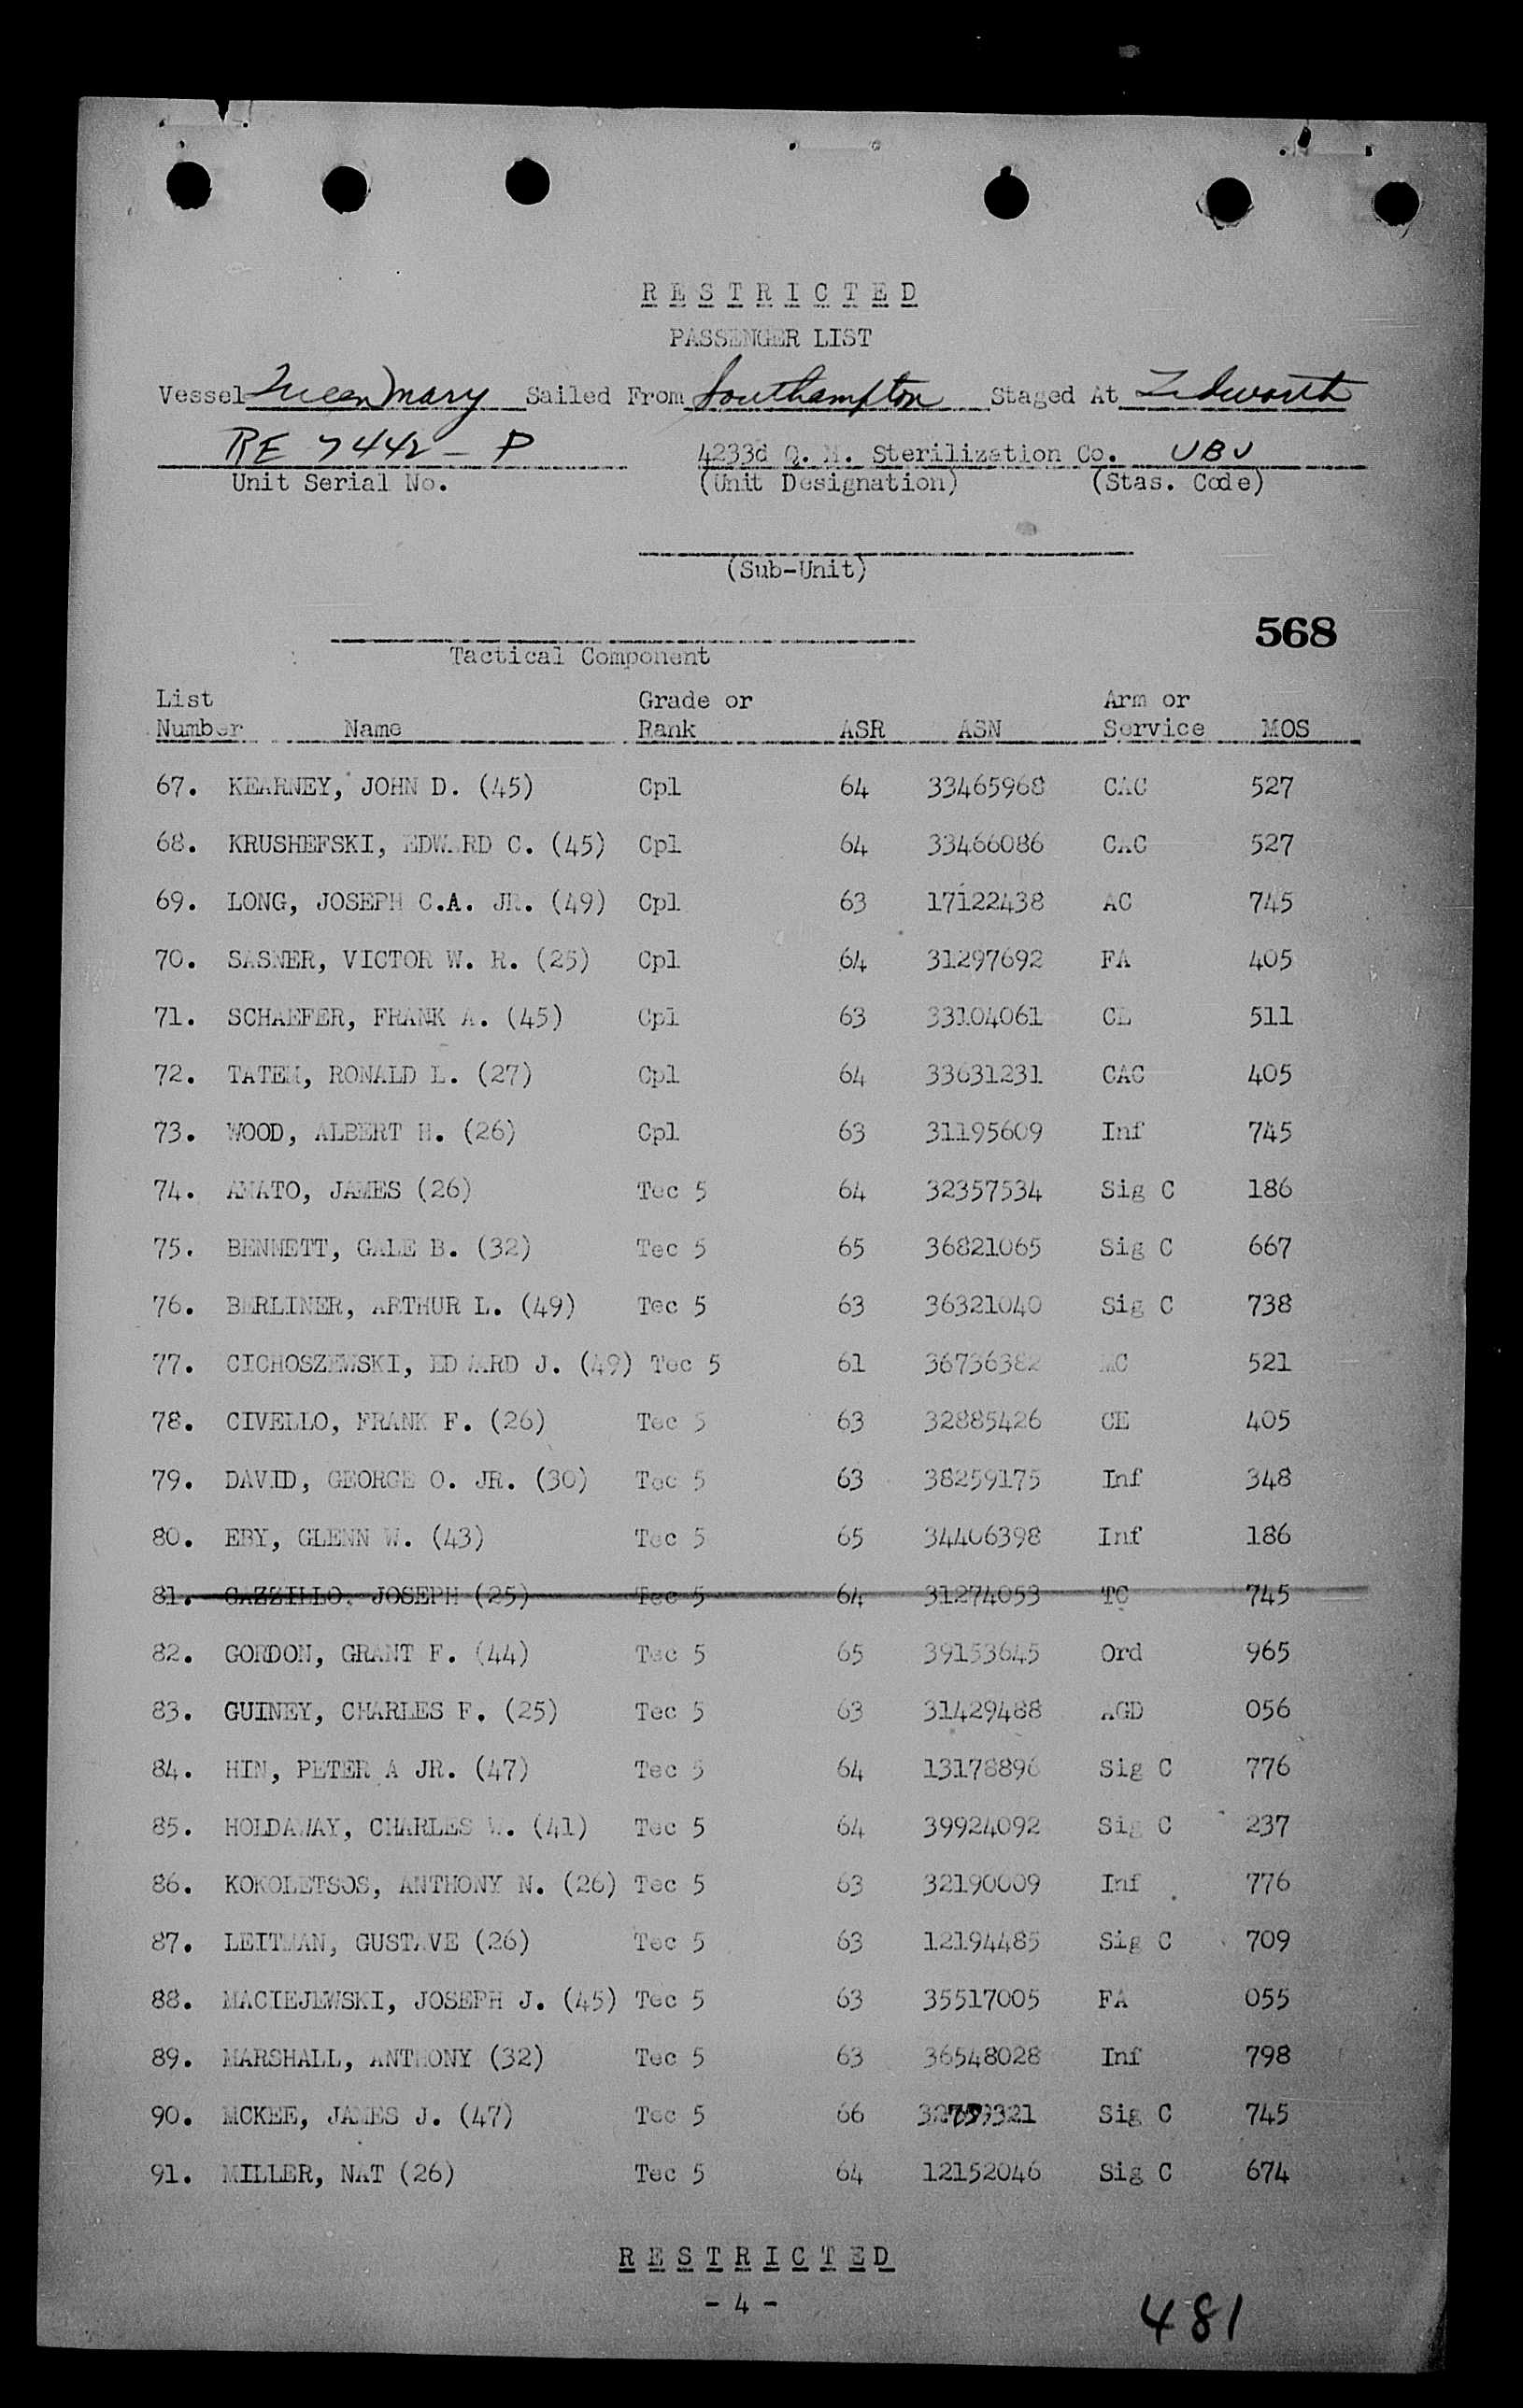 RESTRICTED
PASSENGER LIST
Vessel Queen Mary Sailed From Southampton Staged At Tidworth
RE 7442 - P 4233d Q. M. Sterilization Co. UBU
Unit Serial No. (Unit Designation) (Stas. Code)
(Sub-Unit)
568
Tactical Component
List Grade or Arm or
Number Name Rank ASR ASN Service MOS
67. KEARNEY, JOHN D. (45) Cpl 64 33465968 CAC 527
68. KRUSHEFSKI, EDWARD C. (45) Cpl 64 33466086 CAC 527
69. LONG, JOSEPH C.A. JR. (49) Cpl 63 17122438 AC 745
70. SASNER, VICTOR W. R. (25) Cpl 64 31297692 FA 405
71. SCHAEFER, FRANK A. (45) Cpl 63 33104061 CE 511
72. TATEM, RONALD L. (27) Cpl 64 33631231 CAC 405
73. WOOD, ALBERT H. (26) Cpl 63 31195609 Inf 745
74. AMATO, JAMES (26) Tec 5 64 32357534 Sig C 186
75. BENNETT, GALE B. (32) Tec 5 65 36821065 Sig C 667
76. BERLINER, ARTHUR L. (49) Tec 5 63 36321040 Sig C 738
77. CICHOSZEWSKI, EDWARD J. (49) Tec 5 61 36736382 MC 521
78. CIVELLO, FRANK F. (26) Tec 5 63 32885426 CE 405
79. DAVID, GEORGE O. JR. (30) Tec 5 63 38259175 Inf 348
80. EBY, GLENN W. (43) Tec 5 65 34406398 Inf 186
81. GAZZILLO, JOSEPH (25) Tec 5 64 31274053 TC 745
82. GORDON, GRANT F. (44) Tec 5 65 39153645 Ord 965
83. GUINEY, CHARLES F. (25) Tec 5 63 31429488 AGD 056
84. HIN, PETER A JR. (47) Tec 5 64 13178896 Sig C 776
85. HOLDAWAY, CHARLES W. (41) Tec 5 64 39924092 Sig C 237
86. KOKOLETSOS, ANTHONY N. (26) Tec 5 63 32190009 Inf 776
87. LEITMAN, GUSTAVE (26) Tec 5 63 12194485 Sig C 709
88. MACIEJEWSKI, JOSEPH J. (45) Tec 5 63 35517005 FA 055
89. MARSHALL, ANTHONY (32) Tec 5 63 36548028 Inf 798
90. MCKEE, JAMES J. (47) Tec 5 66 Sig C 745
91. MILLER, NAT (26) Tec 5 64 12152046 Sig C 674
RESTRICTED
- 4 -
481